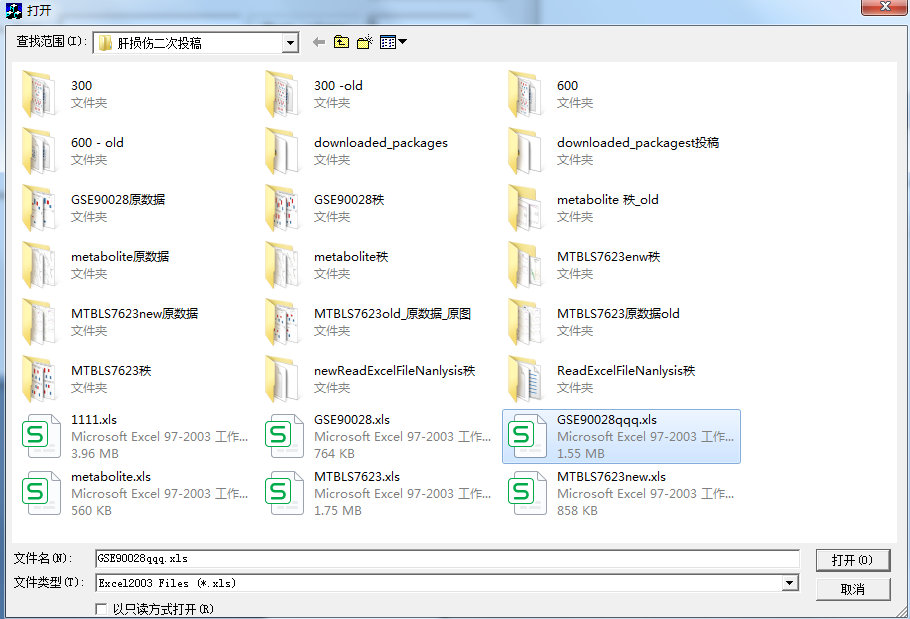 打开
查找范围(I): 肝损伤二次投稿
300 300 -old 600
文件夹 文件夹 文件夹
600 - old downloaded_packages downloaded_packagest投稿
文件夹 文件夹 文件夹
GSE90028原数据 GSE90028秩 metabolite 秩_old
文件夹 文件夹 文件夹
metabolite原数据 metabolite秩 MTBLS7623enw秩
文件夹 文件夹 文件夹
MTBLS7623new原数据 MTBLS7623old_原数据_原图 MTBLS7623原数据old
文件夹 文件夹 文件夹
MTBLS7623秩 newReadExcelFileNanlysis秩 ReadExcelFileNanlysis秩
文件夹 文件夹 文件夹
1111.xls GSE90028.xls GSE90028qqq.xls
Microsoft Excel 97-2003 工作... Microsoft Excel 97-2003 工作... Microsoft Excel 97-2003 工作...
3.96 MB 764 KB 1.55 MB
metabolite.xls MTBLS7623.xls MTBLS7623new.xls
Microsoft Excel 97-2003 工作... Microsoft Excel 97-2003 工作... Microsoft Excel 97-2003 工作...
560 KB 1.75 MB 858 KB
文件名(N): GSE90028qqq.xls 打开(O)
文件类型(T): Excel2003 Files (*.xls) 取消
以只读方式打开(R)